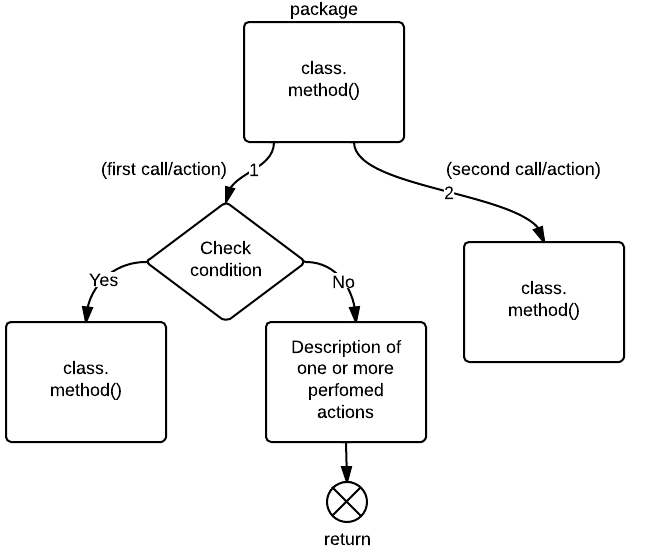 package
class.
method()
(first call/action)
1
(second call/action)
2
Check
condition
Yes
No
class.
method()
class.
method()
Description of
one or more
perfomed
actions
return